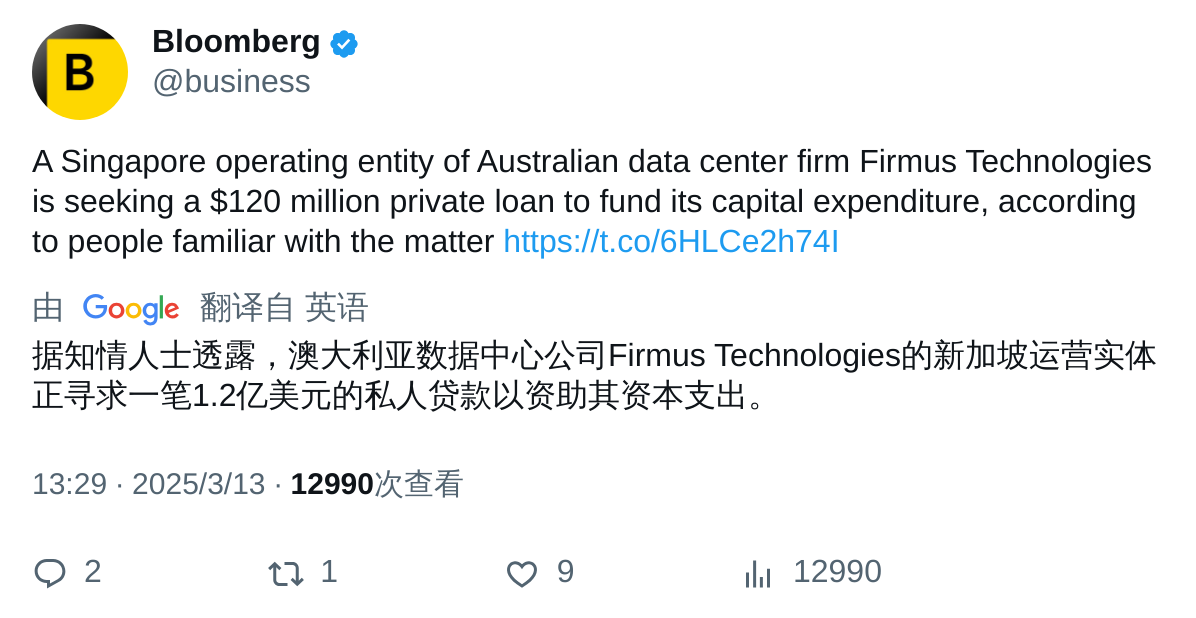 B
Bloomberg
@business
A Singapore operating entity of Australian data center firm Firmus Technologies
is seeking a $120 million private loan to fund its capital expenditure, according
to people familiar with the matter https://t.co/6HLCe2h74I
由 Google 翻译自 英语
据知情人士透露，澳大利亚数据中心公司Firmus Technologies的新加坡运营实体
正寻求一笔1.2亿美元的私人贷款以资助其资本支出。
13:29 · 2025/3/13 · 12990次查看
2 1 9 12990